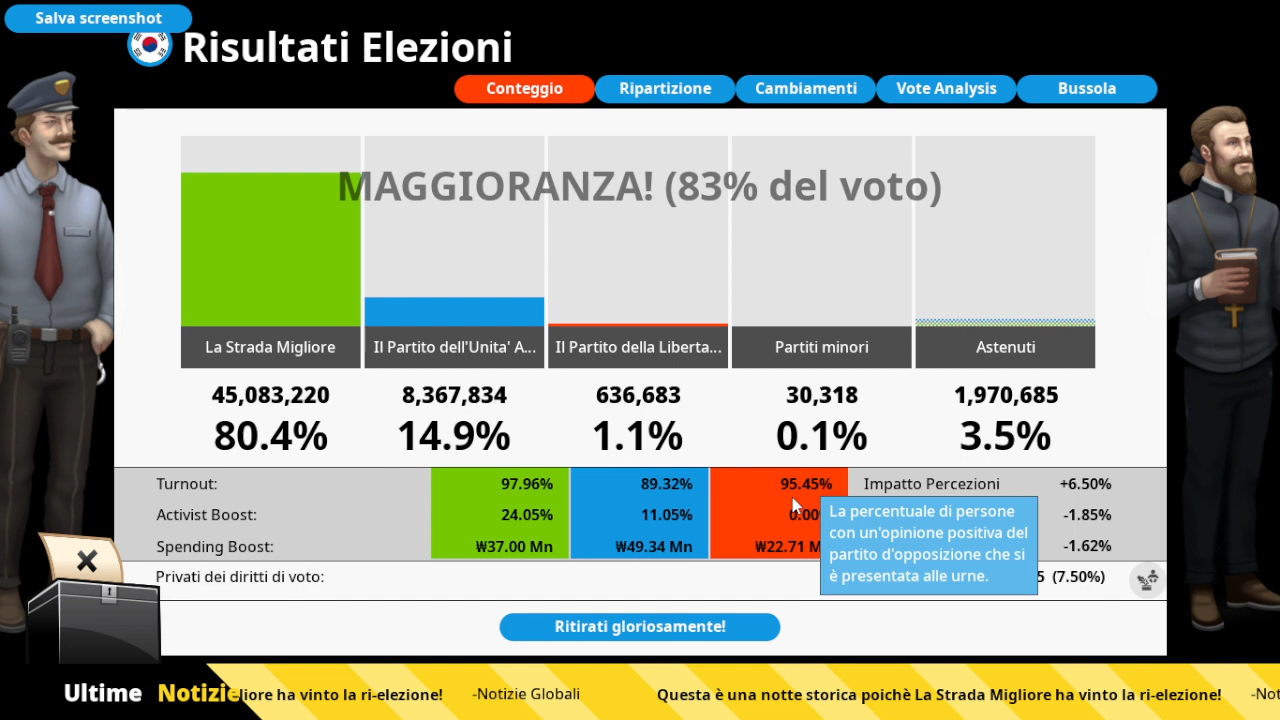 Salva screenshot
Risultati Elezioni
Conteggio Ripartizione Cambiamenti Vote Analysis Bussola
MAGGIORANZA! (83% del voto)
La Strada Migliore Il Partito dell'Unita' A... Il Partito della Liberta... Partiti minori Astenuti
45,083,220 8,367,834 636,683 30,318 1,970,685
80.4% 14.9% 1.1% 0.1% 3.5%
Turnout: 97.96% 89.32% 95.45% Impatto Percezioni +6.50%
Activist Boost: 24.05% 11.05% -1.85%
Spending Boost: ₩37.00 Mn ₩49.34 Mn ₩22.71 -1.62%
La percentuale di persone
con un'opinione positiva del
partito d'opposizione che si
è presentata alle urne.
Privati dei diritti di voto: 5 (7.50%)
Ritirati gloriosamente!
Ultime Notizie liore ha vinto la ri-elezione! -Notizie Globali Questa è una notte storica poichè La Strada Migliore ha vinto la ri-elezione! -Not